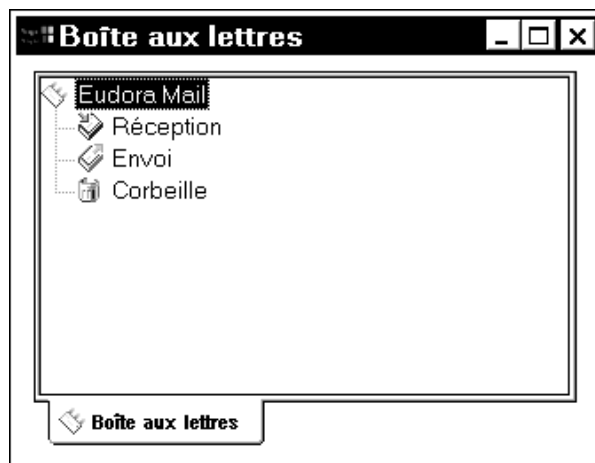 Boîte aux lettres
Eudora Mail
Réception
Envoi
Corbeille
Boîte aux lettres